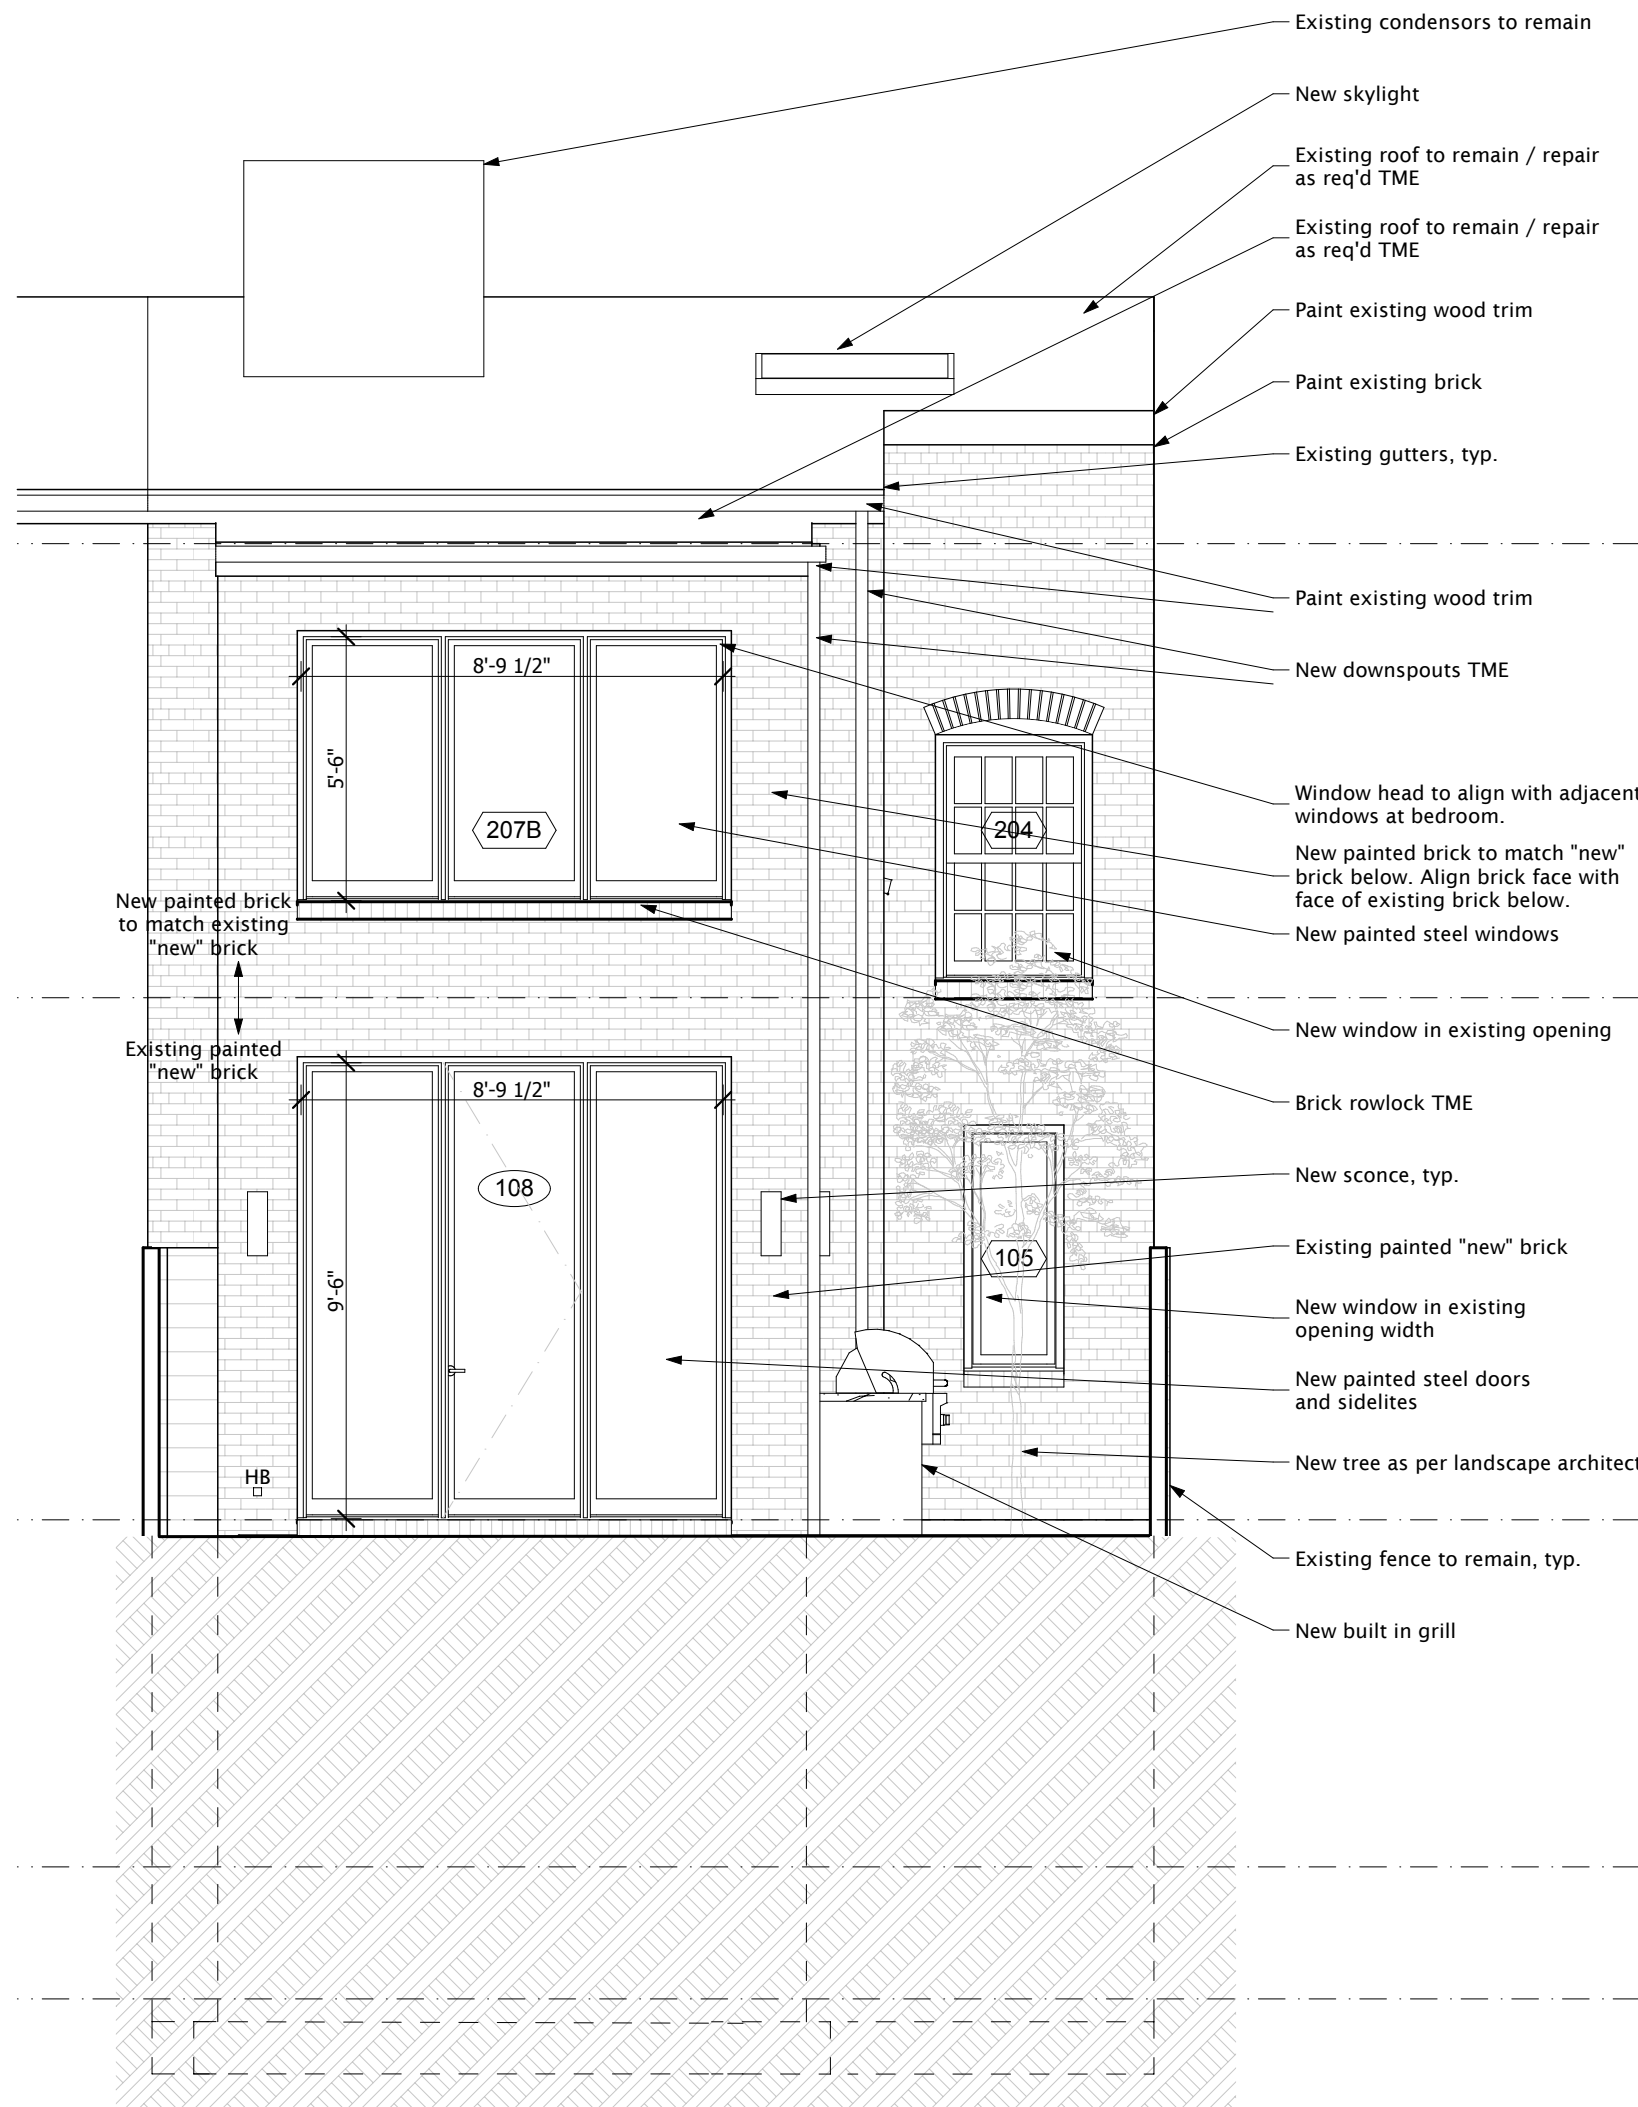 Existing condensors to remain
New skylight
Existing roof to remain / repair
as req'd TME
Existing roof to remain / repair
as req'd TME
Paint existing wood trim
Paint existing brick
Existing gutters, typ.
Paint existing wood trim
New downspouts TME
8'-9 1/2"
5'-6"
207B
204
Window head to align with adjacent
windows at bedroom.
New painted brick to match "new"
brick below. Align brick face with
face of existing brick below.
New painted steel windows
New painted brick
to match existing
"new" brick
Existing painted
"new" brick
New window in existing opening
8'-9 1/2"
Brick rowlock TME
108
New sconce, typ.
Existing painted "new" brick
105
9'-6"
New window in existing
opening width
New painted steel doors
and sidelites
HB
New tree as per landscape architect
Existing fence to remain, typ.
New built in grill